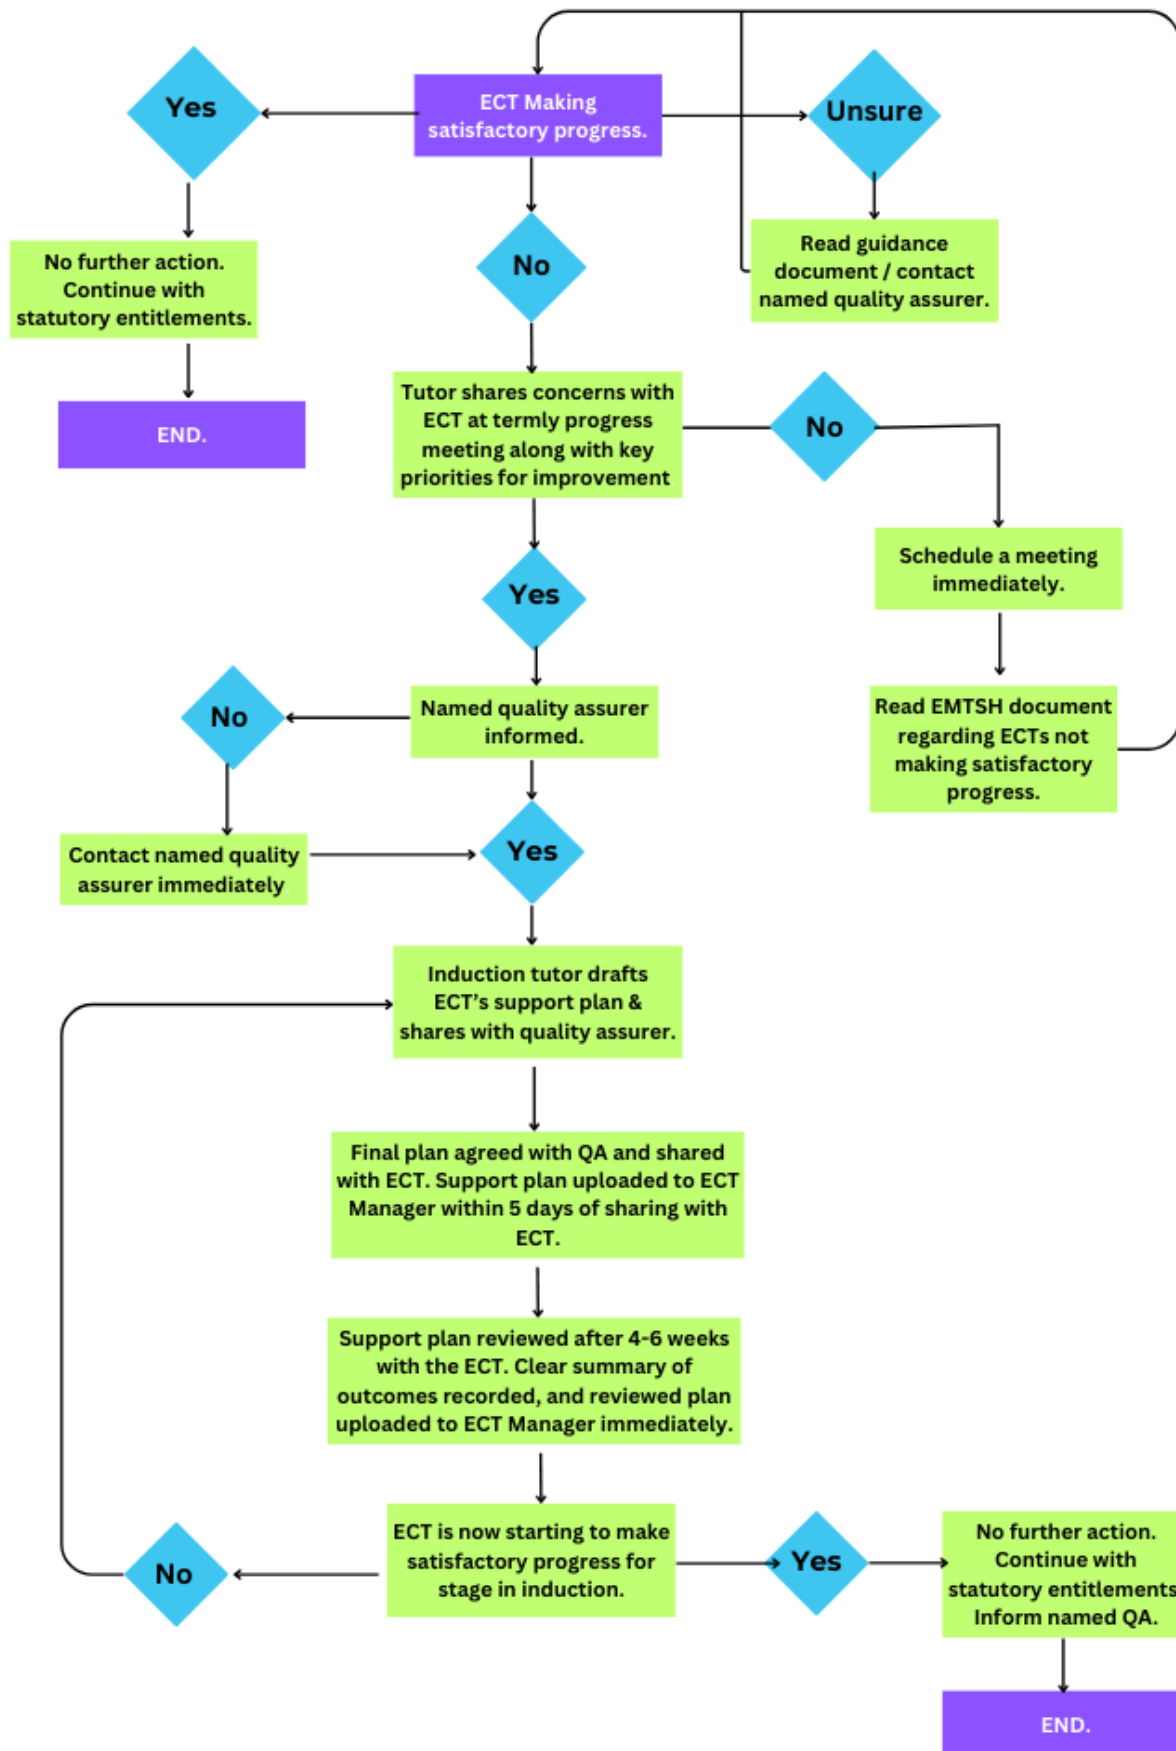 Yes
ECT Making
satisfactory progress.
Unsure
No further action.
Continue with
statutory entitlements.
No
Read guidance
document / contact
named quality assurer.
END.
Tutor shares concerns with
ECT at termly progress
meeting along with key
priorities for improvement
No
Schedule a meeting
immediately.
Yes
No
Named quality assurer
informed.
Read EMTSH document
regarding ECTs not
making satisfactory
progress.
Contact named quality
assurer immediately
Yes
Induction tutor drafts
ECT’s support plan &
shares with quality assurer.
Final plan agreed with QA and shared
with ECT. Support plan uploaded to ECT
Manager within 5 days of sharing with
ECT.
Support plan reviewed after 4-6 weeks
with the ECT. Clear summary of
outcomes recorded, and reviewed plan
uploaded to ECT Manager immediately.
No
ECT is now starting to make
satisfactory progress for
stage in induction.
Yes
No further action.
Continue with
statutory entitlements
Inform named QA.
END.